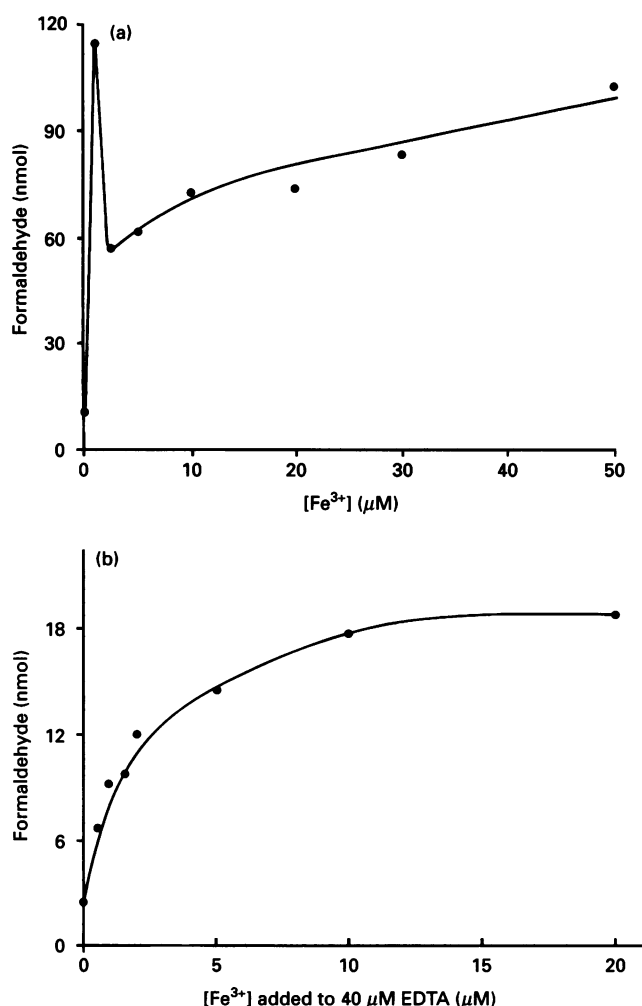 (a)
120
90
60
30
0
Formaldehyde (nmol)
0 10 20 30 40 50
[Fe³⁺] (μM)
(b)
18
12
6
0
Formaldehyde (nmol)
0 5 10 15 20
[Fe³⁺] added to 40 μM EDTA (μM)